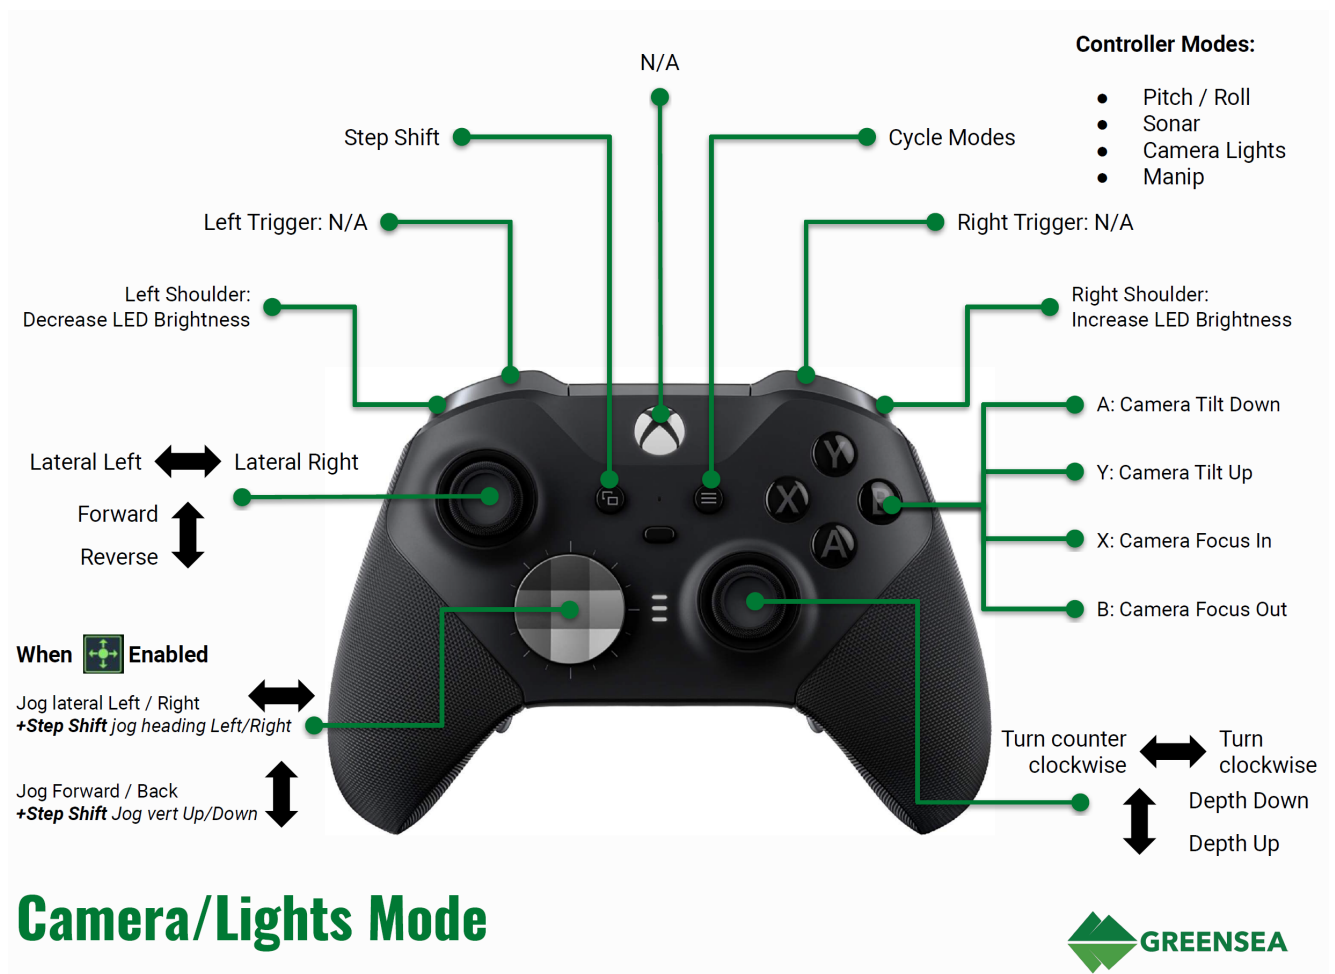 Controller Modes:
● Pitch / Roll
● Sonar
● Camera Lights
● Manip
N/A
Step Shift
Cycle Modes
Left Trigger: N/A
Right Trigger: N/A
Left Shoulder:
Decrease LED Brightness
Right Shoulder:
Increase LED Brightness
A: Camera Tilt Down
Y: Camera Tilt Up
X: Camera Focus In
B: Camera Focus Out
Y
X
B
A
Lateral Left
Lateral Right
Forward
Reverse
When Enabled
Jog lateral Left / Right
+Step Shift jog heading Left/Right
Jog Forward / Back
+Step Shift Jog vert Up/Down
Turn counter
clockwise
Turn
clockwise
Depth Down
Depth Up
Camera/Lights Mode
GREENSEA